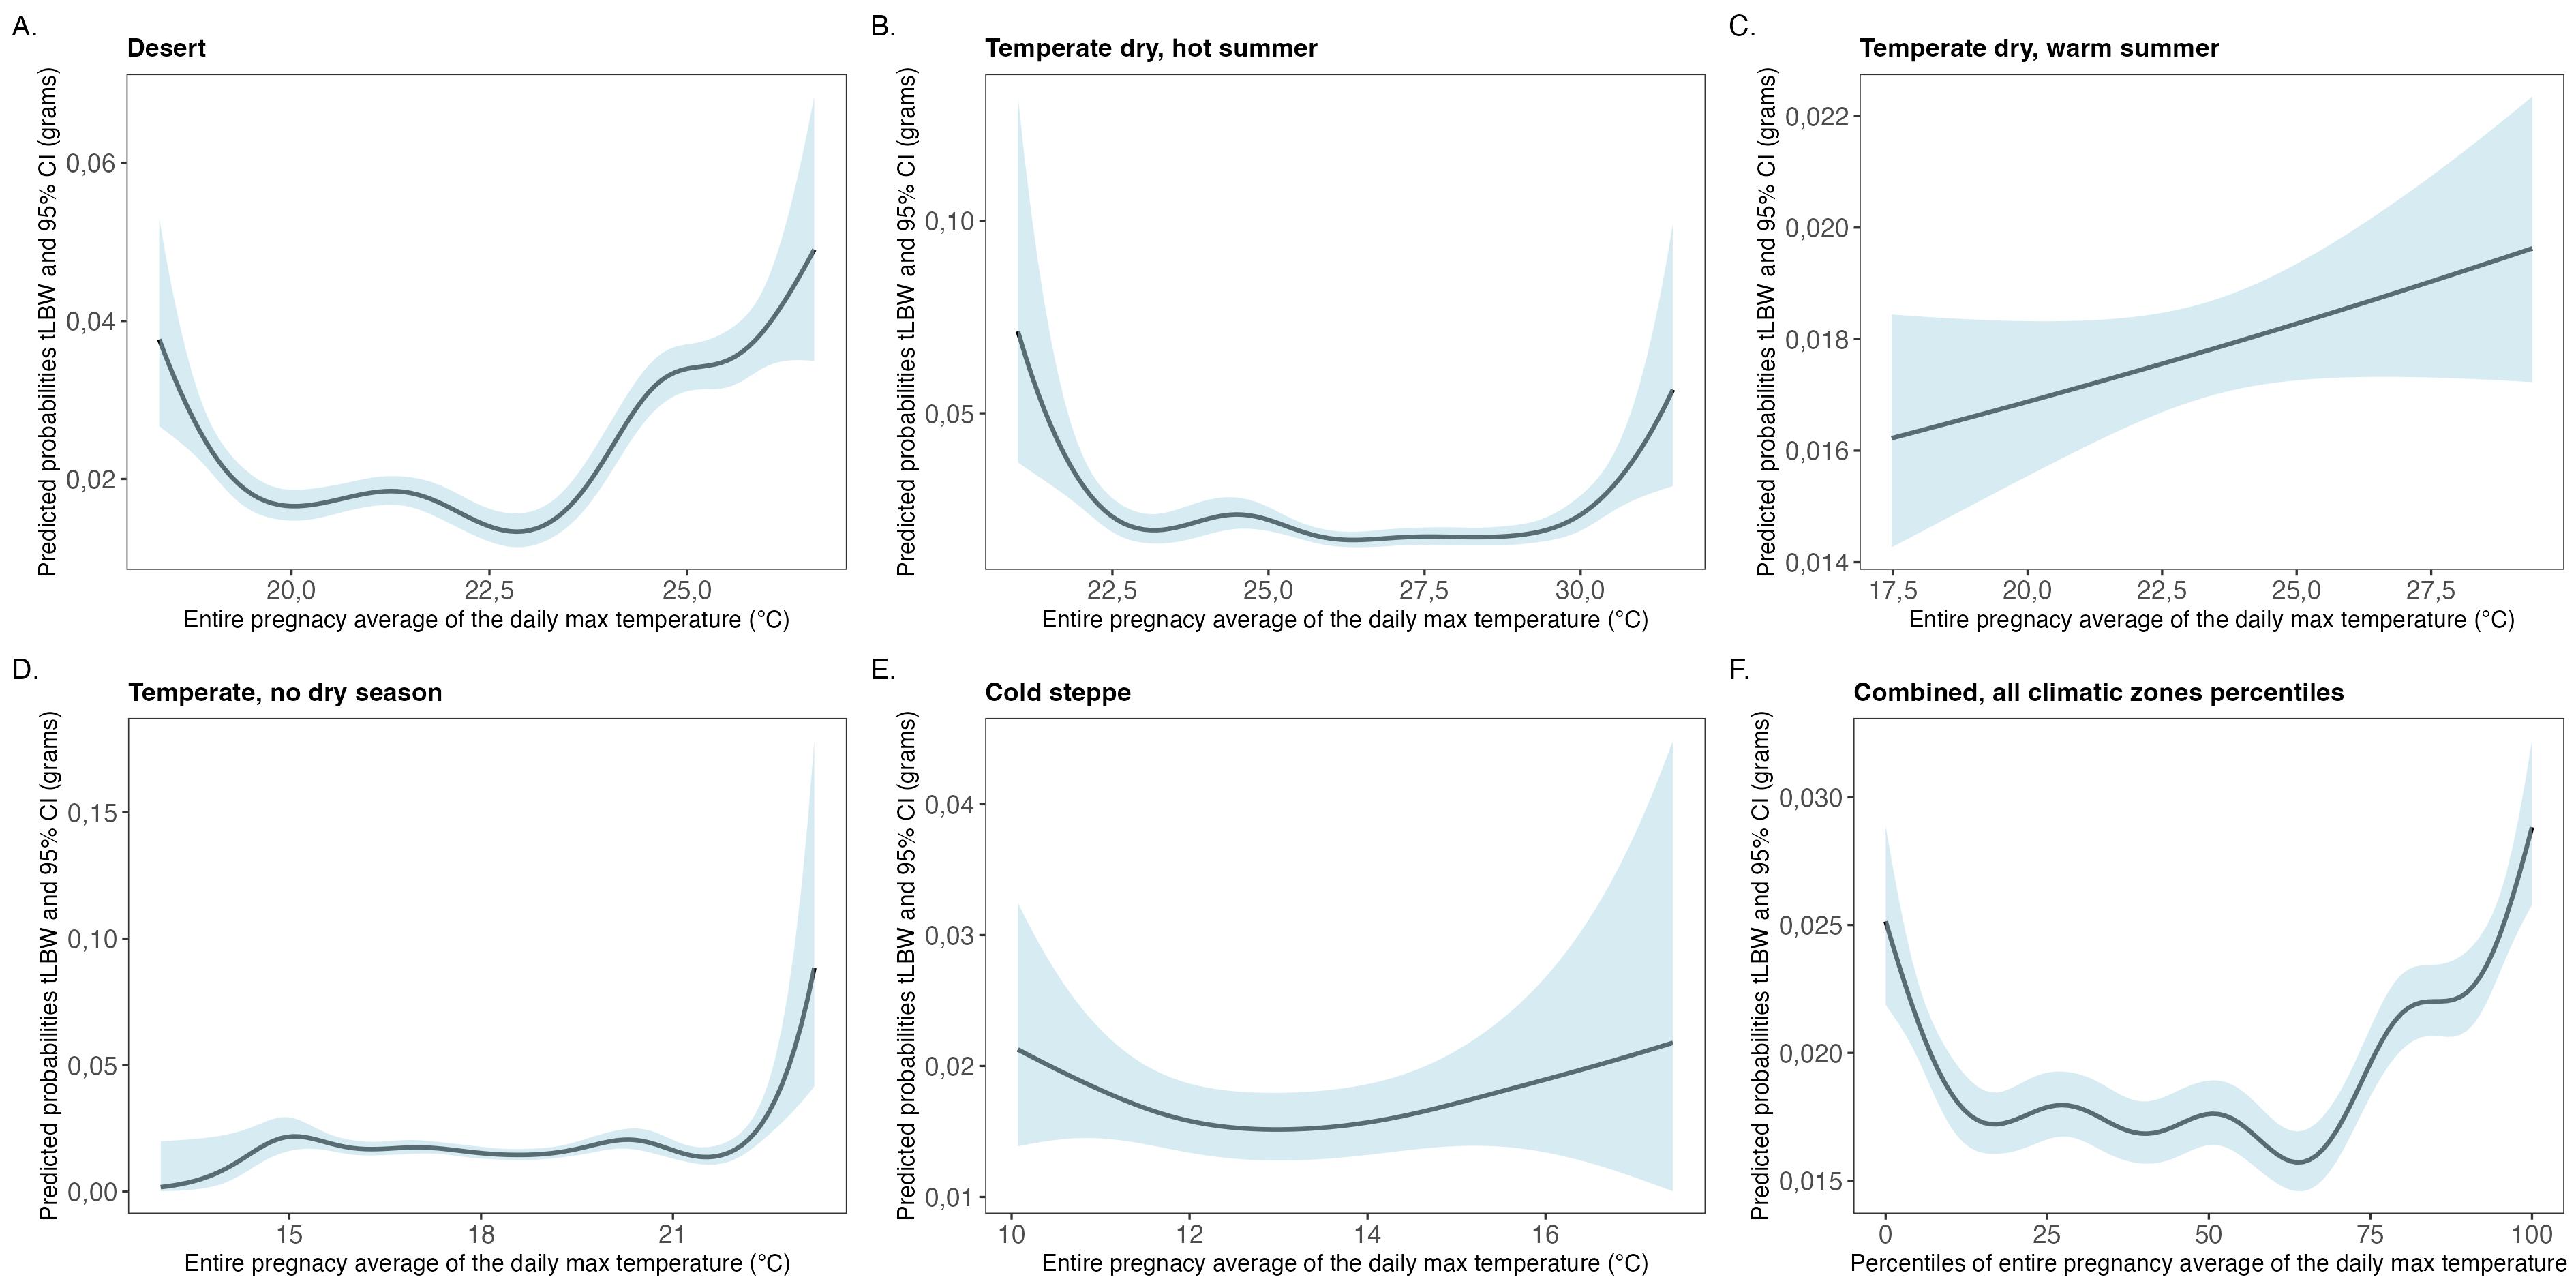 A.
Desert
Predicted probabilities tLBW and 95% CI (grams)
0,06
0,04
0,02
20,0 22,5 25,0
Entire pregnacy average of the daily max temperature (°C)
B.
Temperate dry, hot summer
Predicted probabilities tLBW and 95% CI (grams)
0,10
0,05
22,5 25,0 27,5 30,0
Entire pregnacy average of the daily max temperature (°C)
C.
Temperate dry, warm summer
Predicted probabilities tLBW and 95% CI (grams)
0,022
0,020
0,018
0,016
0,014
17,5 20,0 22,5 25,0 27,5
Entire pregnacy average of the daily max temperature (°C)
D.
Temperate, no dry season
Predicted probabilities tLBW and 95% CI (grams)
0,15
0,10
0,05
0,00
15 18 21
Entire pregnacy average of the daily max temperature (°C)
E.
Cold steppe
Predicted probabilities tLBW and 95% CI (grams)
0,04
0,03
0,02
0,01
10 12 14 16
Entire pregnacy average of the daily max temperature (°C)
F.
Combined, all climatic zones percentiles
Predicted probabilities tLBW and 95% CI (grams)
0,030
0,025
0,020
0,015
0 25 50 75 100
Percentiles of entire pregnancy average of the daily max temperature